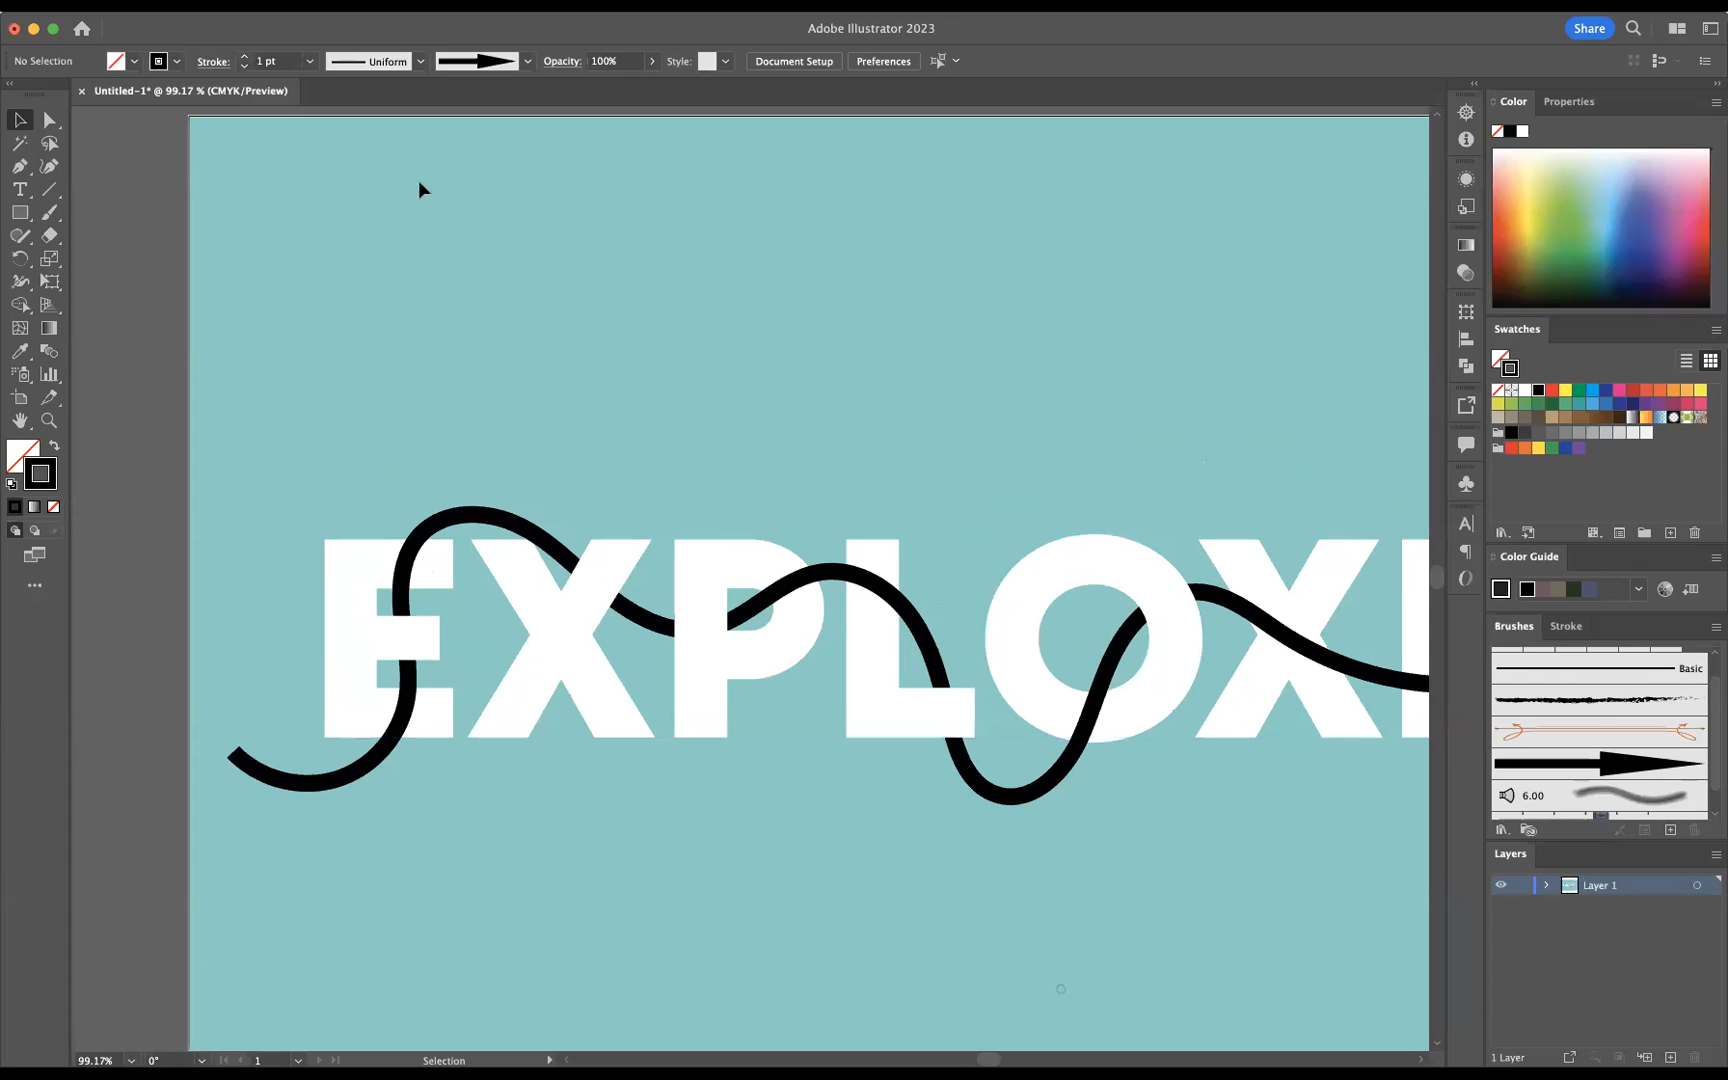 Adobe Illustrator 2023
Share
No Selection
Stroke:
1 pt
Uniform
Opacity:
100%
Style:
Document Setup
Preferences
Untitled-1* @ 99.17 % (CMYK/Preview)
Color
Properties
T
EXPLOX
Swatches
Color Guide
Brushes
Stroke
Basic
6.00
Layers
Layer 1
1 Layer
99.17%
0°
1
Selection